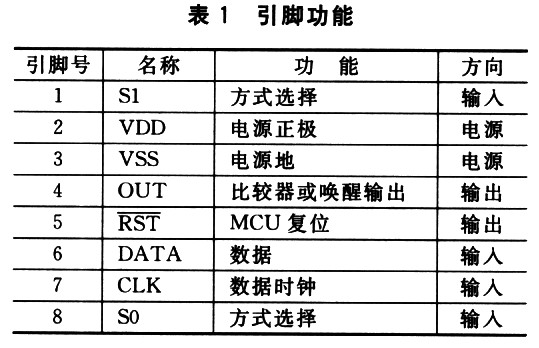 表 1 引脚功能
引脚号 名称 功 能 方向
1 S1 方式选择 输入
2 VDD 电源正极 电源
3 VSS 电源地 电源
4 OUT 比较器或唤醒输出 输出
5 R̅S̅T̅ MCU 复位 输出
6 DATA 数据 输入
7 CLK 数据时钟 输入
8 S0 方式选择 输入